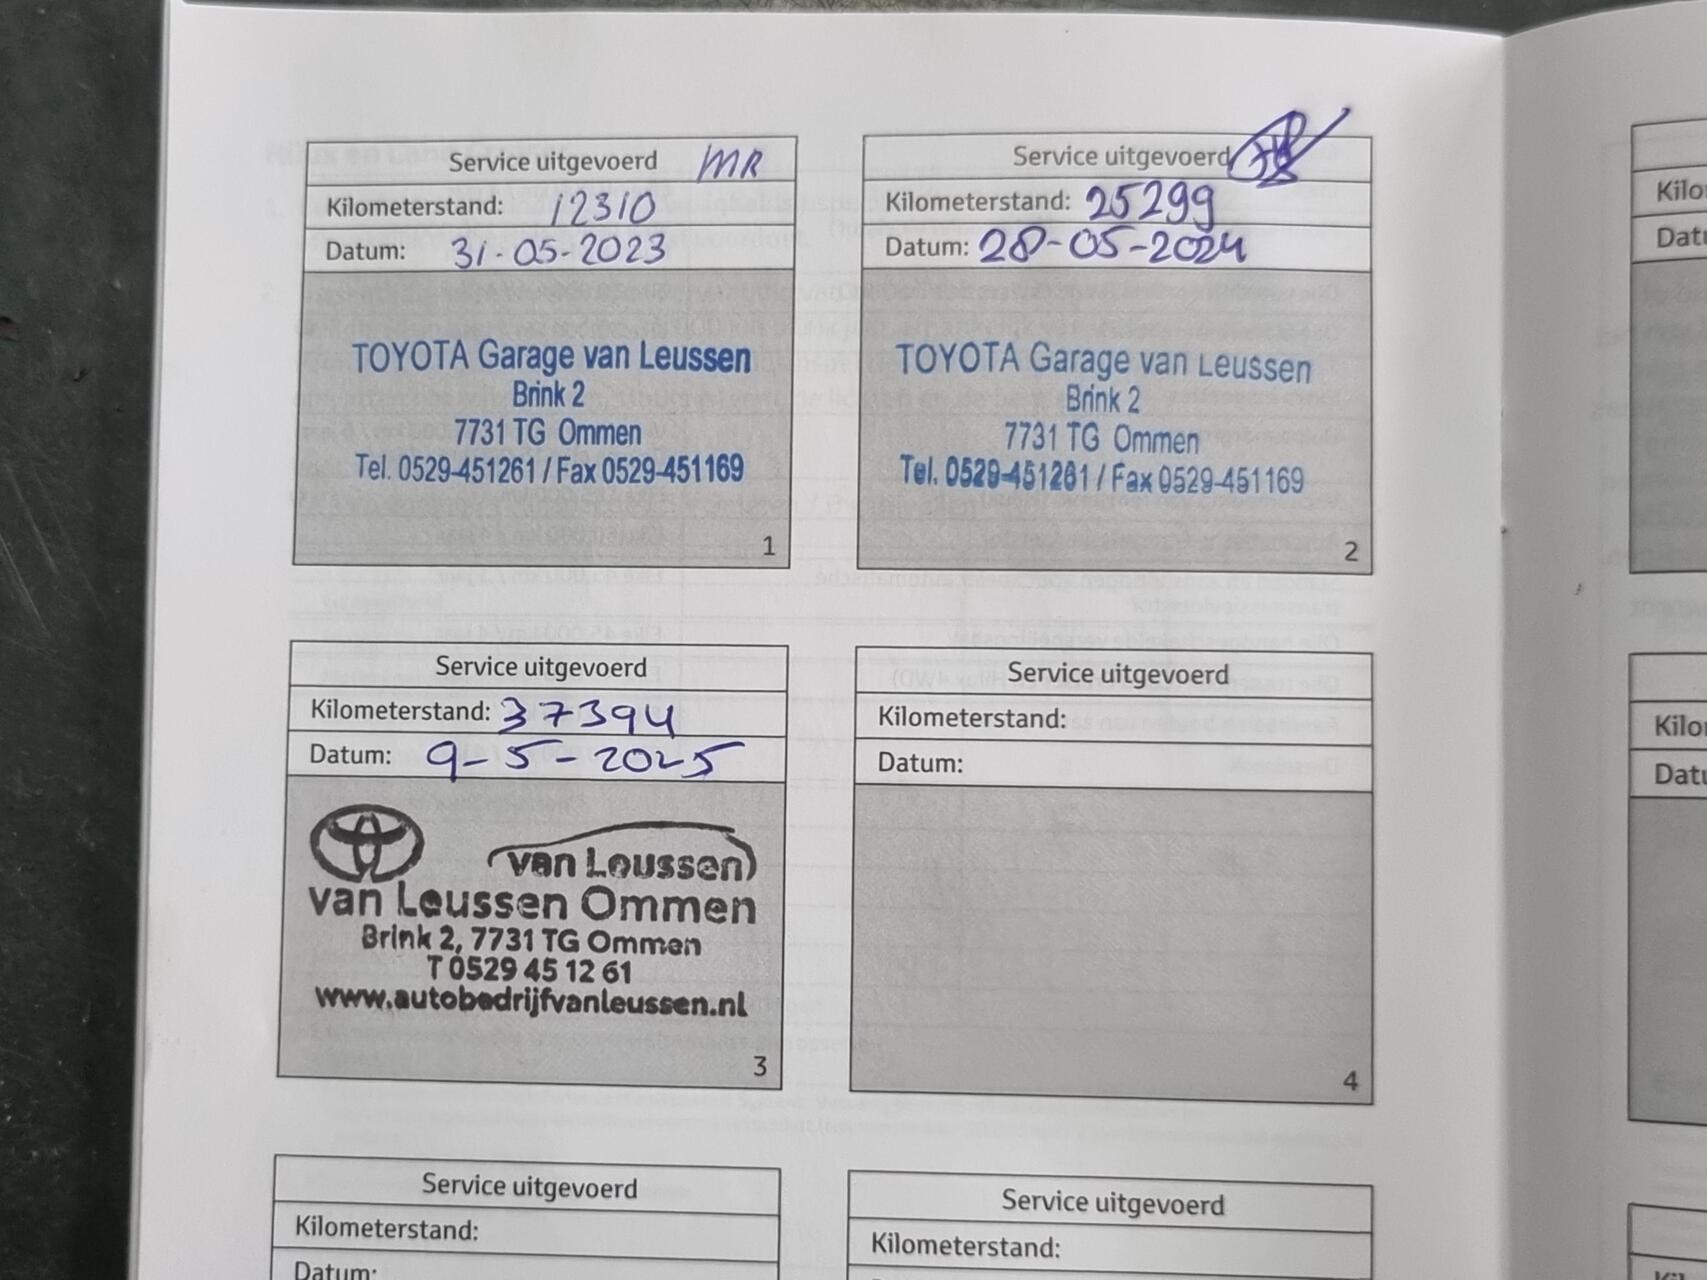 Service uitgevoerd MR
Kilometerstand: 12310
Datum: 31-05-2023
TOYOTA Garage van Leussen
Brink 2
7731 TG Ommen
Tel. 0529-451261 / Fax 0529-451169
1
Service uitgevoerd
Kilometerstand: 25299
Datum: 28-05-2024
TOYOTA Garage van Leussen
Brink 2
7731 TG Ommen
Tel. 0529-451261 / Fax 0529-451169
2
Service uitgevoerd
Kilometerstand: 37394
Datum: 9-5-2025
van Leussen
van Leussen Ommen
Brink 2, 7731 TG Ommen
T 0529 45 12 61
www.autobedrijfvanleussen.nl
3
Service uitgevoerd
Kilometerstand:
Datum:
4
Service uitgevoerd
Kilometerstand:
Datum:
Service uitgevoerd
Kilometerstand: